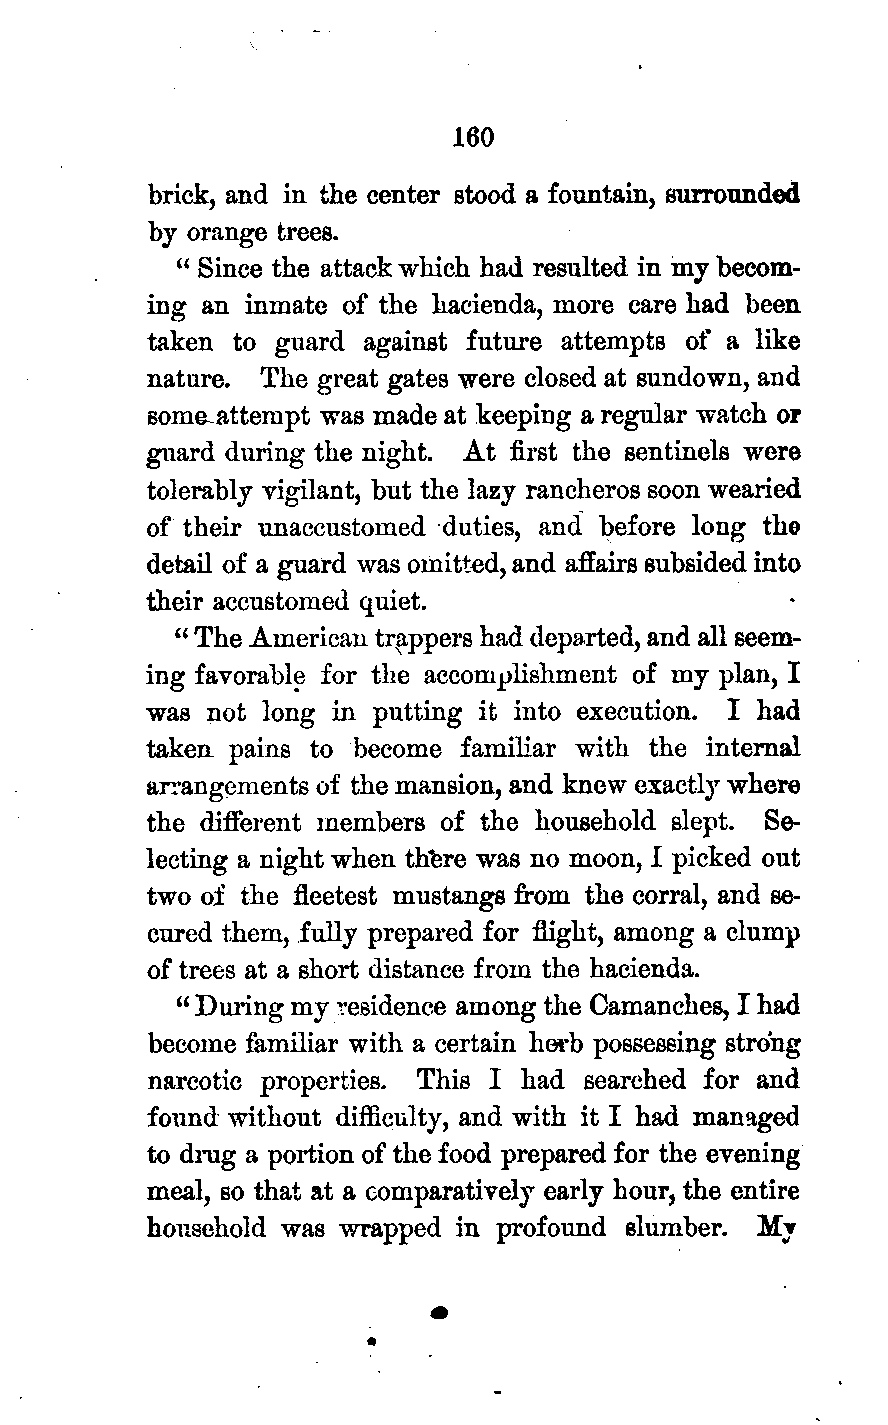 160
brick, and in the center stood a fountain, surrounded
by orange trees.
“ Since the attack which had resulted in my becom-
ing an inmate of the hacienda, more care had been
taken to guard against future attempts of a like
nature. The great gates were closed at sundown, and
some attempt was made at keeping a regular watch or
guard during the night. At first the sentinels were
tolerably vigilant, but the lazy rancheros soon wearied
of their unaccustomed duties, and before long the
detail of a guard was omitted, and affairs subsided into
their accustomed quiet.
“ The American trappers had departed, and all seem-
ing favorable for the accomplishment of my plan, I
was not long in putting it into execution. I had
taken pains to become familiar with the internal
arrangements of the mansion, and knew exactly where
the different members of the household slept. Se-
lecting a night when there was no moon, I picked out
two of the fleetest mustangs from the corral, and se-
cured them, fully prepared for flight, among a clump
of trees at a short distance from the hacienda.
“ During my residence among the Camanches, I had
become familiar with a certain herb possessing strong
narcotic properties. This I had searched for and
found without difficulty, and with it I had managed
to drug a portion of the food prepared for the evening
meal, so that at a comparatively early hour, the entire
household was wrapped in profound slumber. My